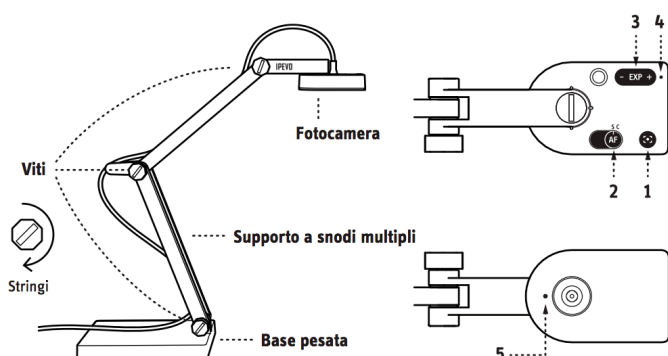 3 4
IPEVO
- EXP +
Fotocamera
S C
AF
Viti
2 1
Supporto a snodi multipli
Stringi
Base pesata
5